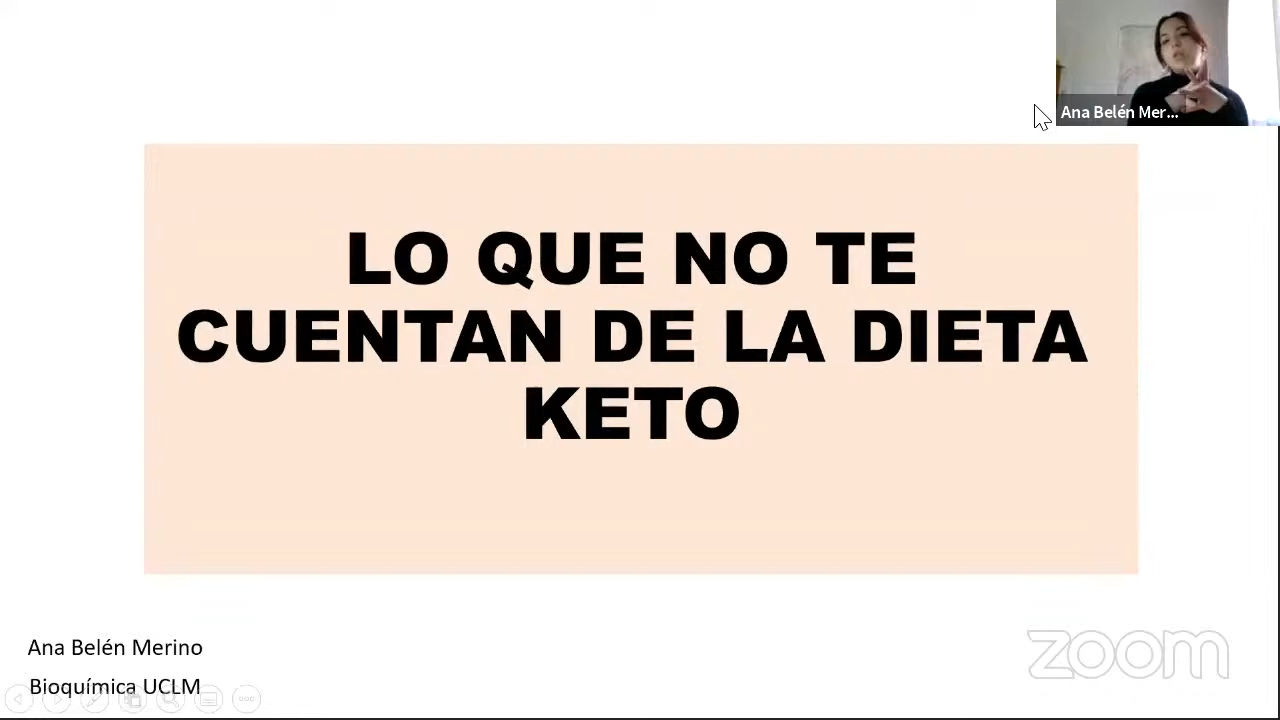 Ana Belén Mer...
LO QUE NO TE
CUENTAN DE LA DIETA
KETO
Ana Belén Merino
Bioquímica UCLM
zoom